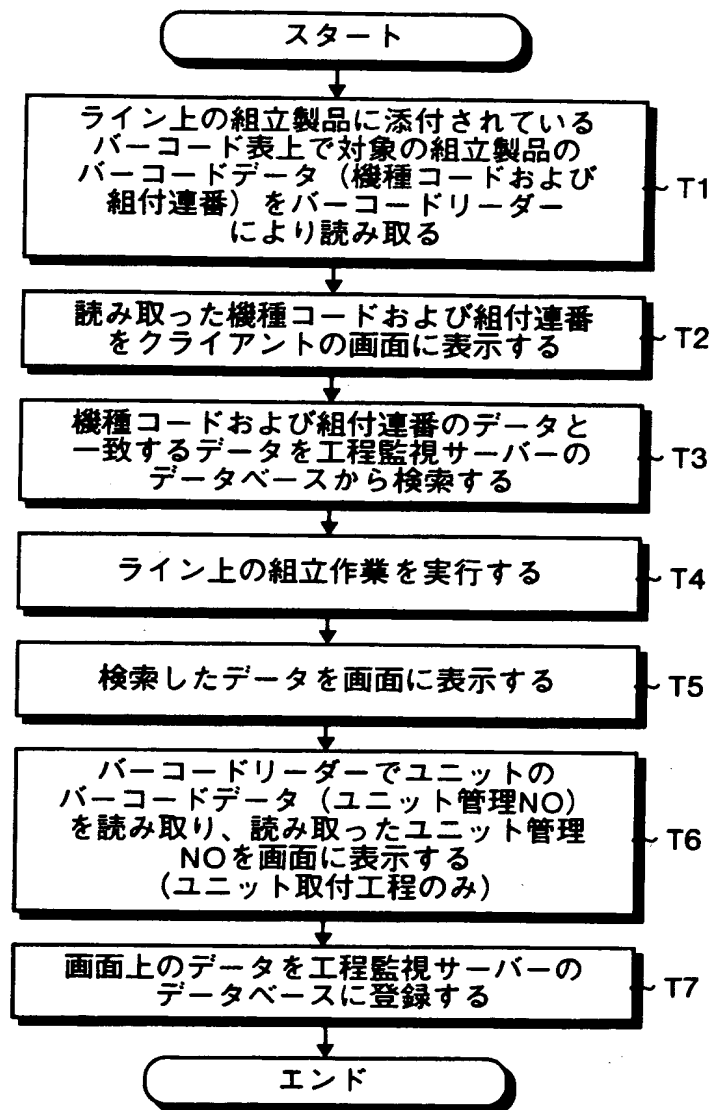 スタート
ライン上の組立製品に添付されている
バーコード表上で対象の組立製品の
バーコードデータ（機種コードおよび
組付連番）をバーコードリーダー
により読み取る
T1
読み取った機種コードおよび組付連番
をクライアントの画面に表示する
T2
機種コードおよび組付連番のデータと
一致するデータを工程監視サーバーの
データベースから検索する
T3
ライン上の組立作業を実行する
T4
検索したデータを画面に表示する
T5
バーコードリーダーでユニットの
バーコードデータ（ユニット管理NO）
を読み取り、読み取ったユニット管理
NOを画面に表示する
（ユニット取付工程のみ）
T6
画面上のデータを工程監視サーバーの
データベースに登録する
T7
エンド